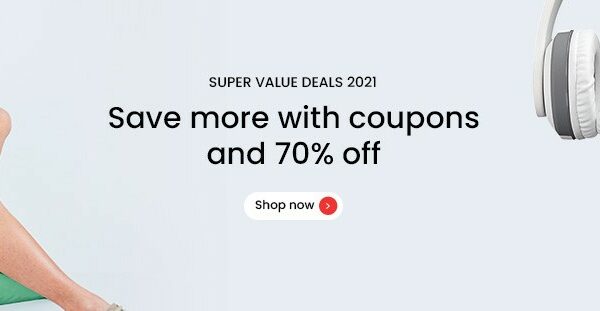 SUPER VALUE DEALS 2021
Save more with coupons
and 70% off
Shop now